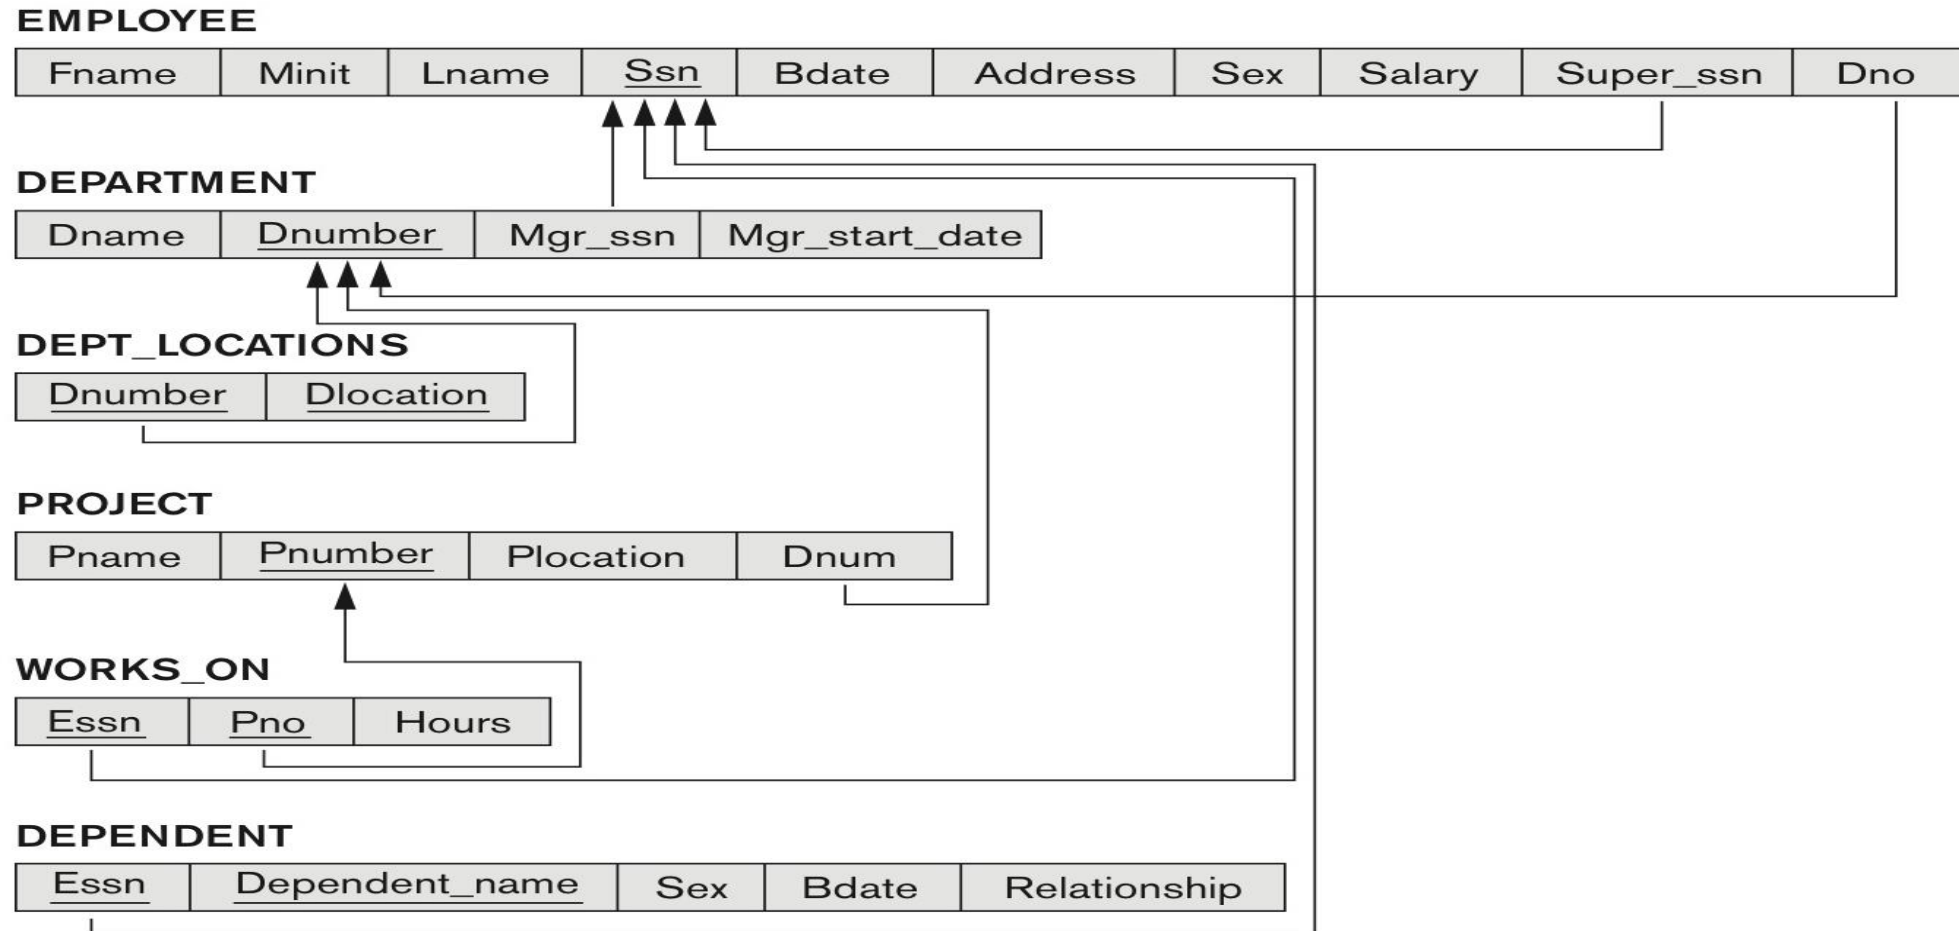 EMPLOYEE
Fname Minit Lname Ssn Bdate Address Sex Salary Super_ssn Dno
DEPARTMENT
Dname Dnumber Mgr_ssn Mgr_start_date
DEPT_LOCATIONS
Dnumber Dlocation
PROJECT
Pname Pnumber Plocation Dnum
WORKS_ON
Essn Pno Hours
DEPENDENT
Essn Dependent_name Sex Bdate Relationship